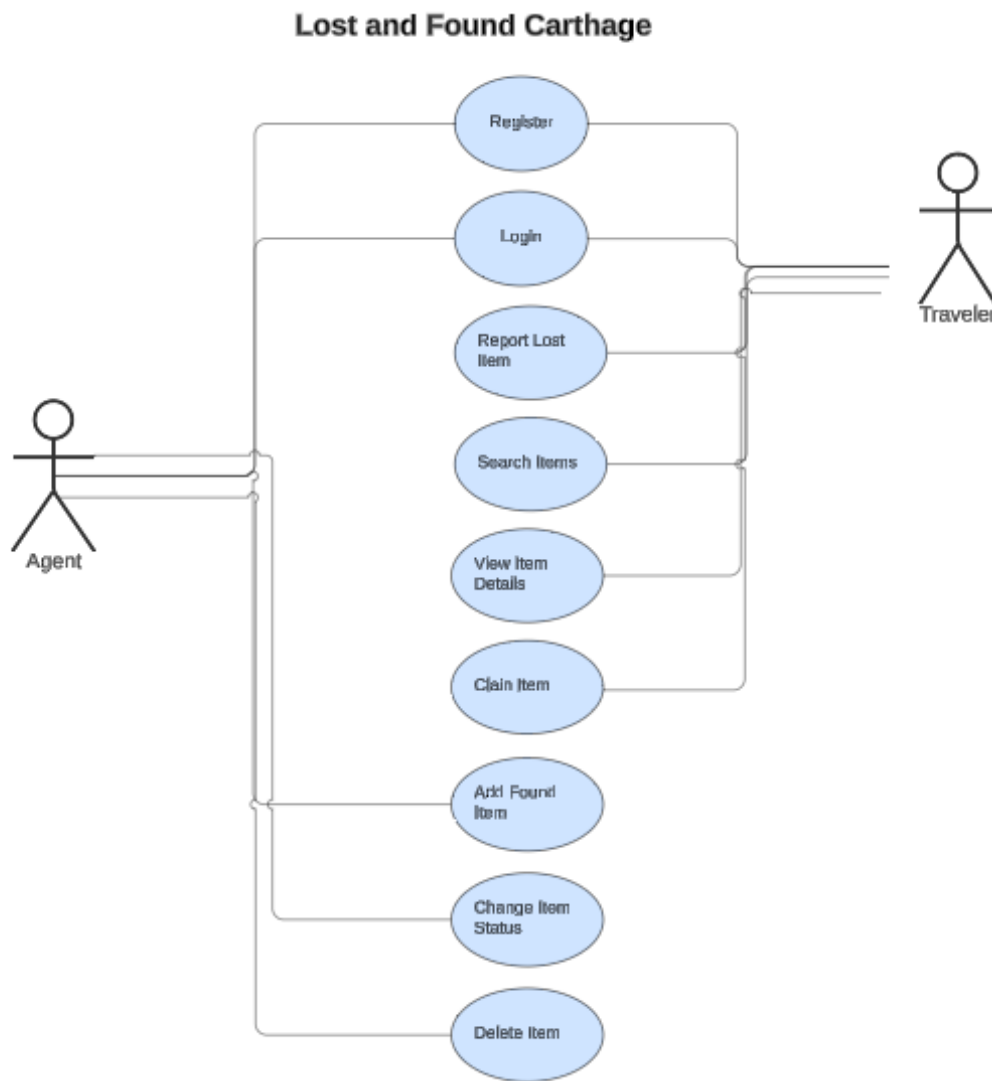 Lost and Found Carthage
Register
Login
Traveler
Report Lost
Item
Search Items
Agent
View Item
Details
Clain Item
Add Found
Item
Change Item
Status
Delete Item